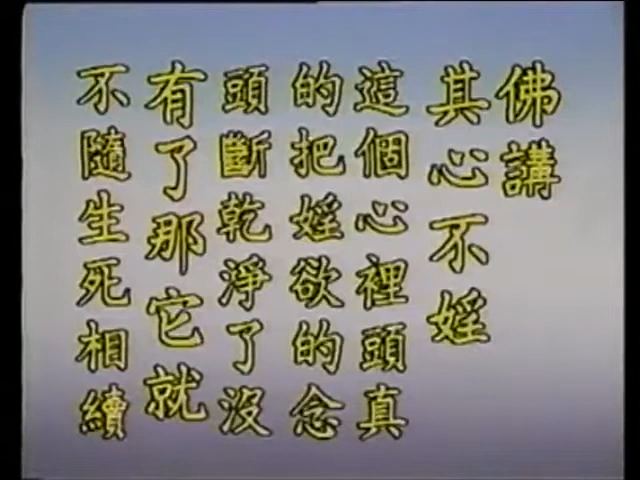 佛講
其心不婬
這個心裡頭真
的把婬欲的念
頭斷乾淨了沒
有了那它就
不隨生死相續